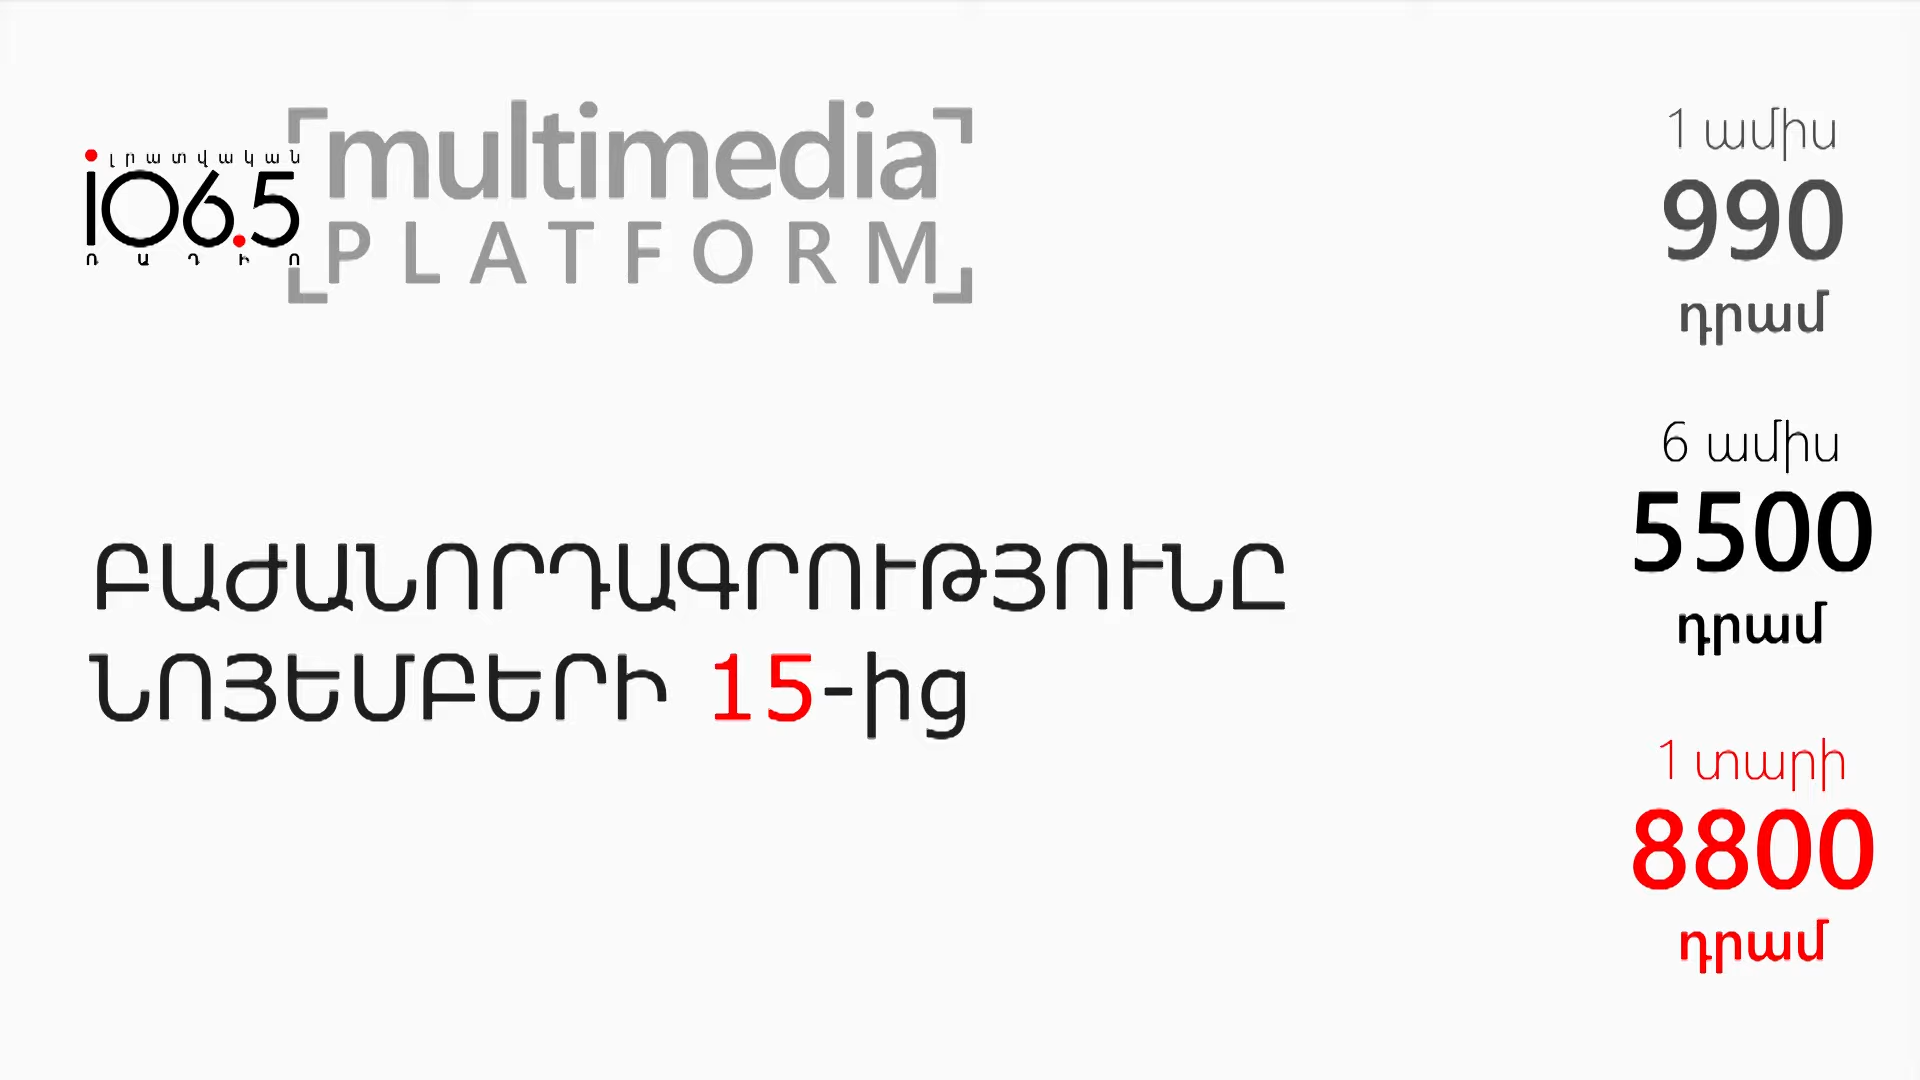 լրատվական
106.5
ռադիո
multimedia
PLATFORM
ԲԱԺԱՆՈՐԴԱԳՐՈՒԹՅՈՒՆԸ
ՆՈՅԵՄԲԵՐԻ 15-ից
1 ամիս
990
դրամ
6 ամիս
5500
դրամ
1 տարի
8800
դրամ